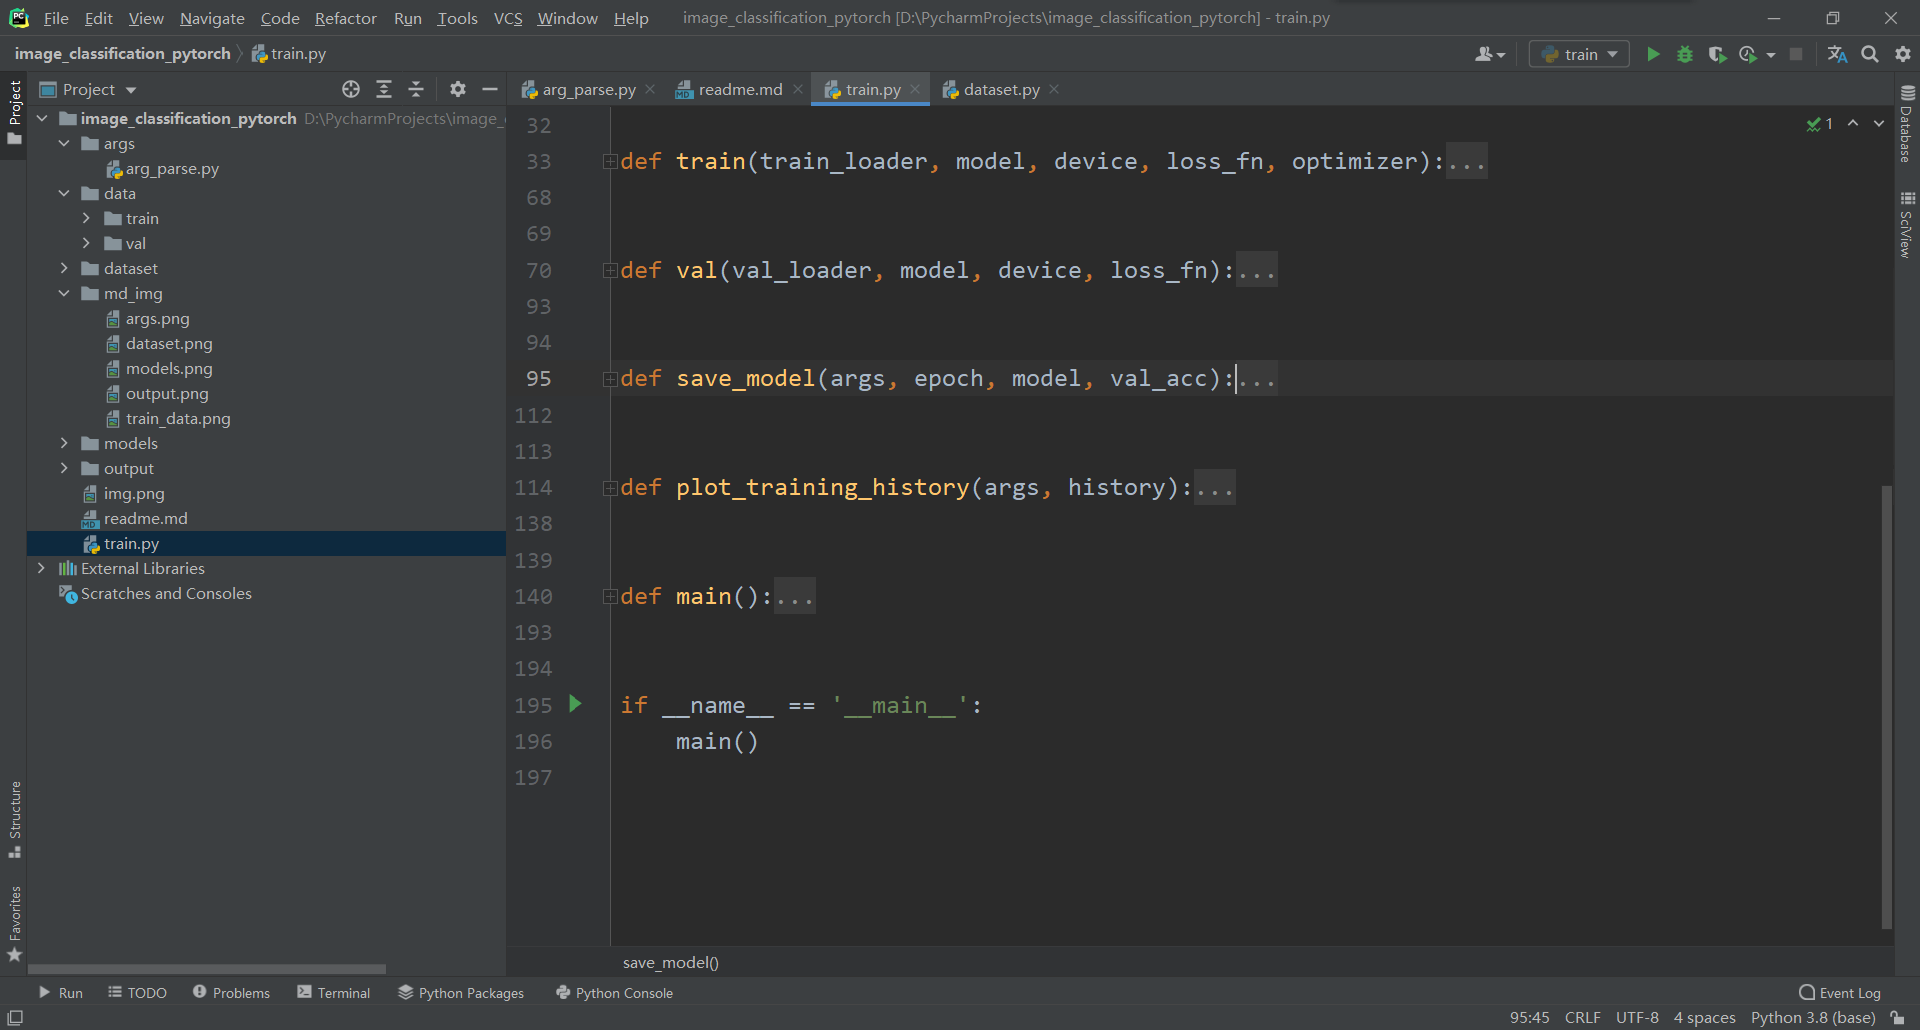 File Edit View Navigate Code Refactor Run Tools VCS Window Help image_classification_pytorch [D:\PycharmProjects\image_classification_pytorch] - train.py
image_classification_pytorch train.py
train
Project
arg_parse.py readme.md train.py dataset.py
Project
image_classification_pytorch D:\PycharmProjects\image_
args
arg_parse.py
data
train
val
dataset
md_img
args.png
dataset.png
models.png
output.png
train_data.png
models
output
img.png
readme.md
train.py
External Libraries
Scratches and Consoles
Structure
Favorites
1
32
33 def train(train_loader, model, device, loss_fn, optimizer):...
68
69
70 def val(val_loader, model, device, loss_fn):...
93
94
95 def save_model(args, epoch, model, val_acc):...
112
113
114 def plot_training_history(args, history):...
138
139
140 def main():...
193
194
195 if __name__ == '__main__':
196 main()
197
save_model()
Database
SciView
Run TODO Problems Terminal Python Packages Python Console Event Log
95:45 CRLF UTF-8 4 spaces Python 3.8 (base)